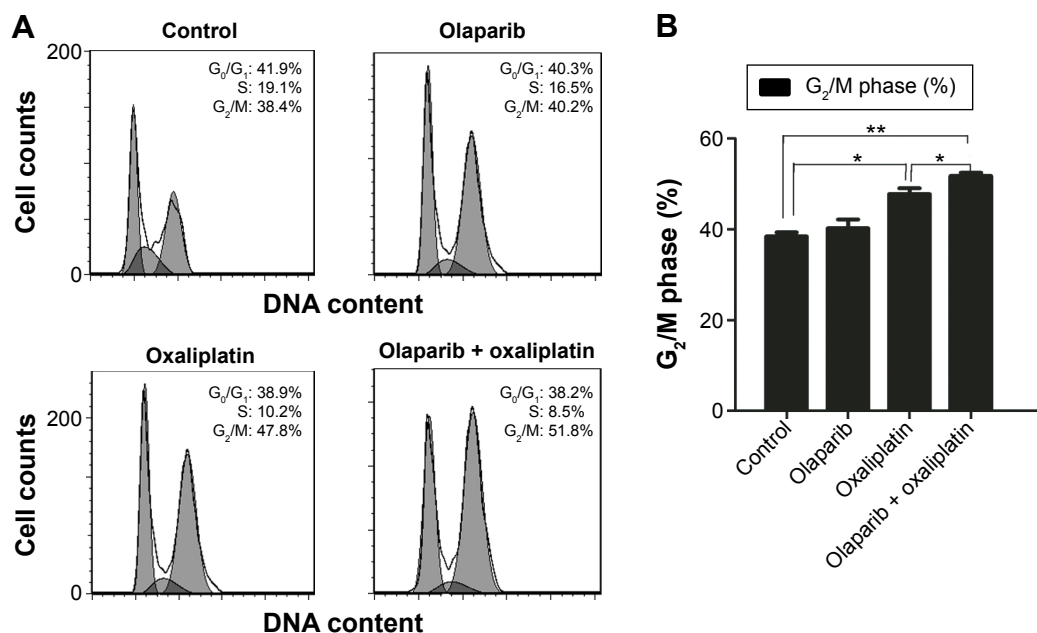 A
Control
200
Cell counts
0
G₀/G₁: 41.9%
S: 19.1%
G₂/M: 38.4%
DNA content
Olaparib
G₀/G₁: 40.3%
S: 16.5%
G₂/M: 40.2%
Oxaliplatin
200
Cell counts
0
G₀/G₁: 38.9%
S: 10.2%
G₂/M: 47.8%
DNA content
Olaparib + oxaliplatin
G₀/G₁: 38.2%
S: 8.5%
G₂/M: 51.8%
B
G₂/M phase (%)
G₂/M phase (%)
60
40
20
0
**
*
*
Control
Olaparib
Oxaliplatin
Olaparib + oxaliplatin